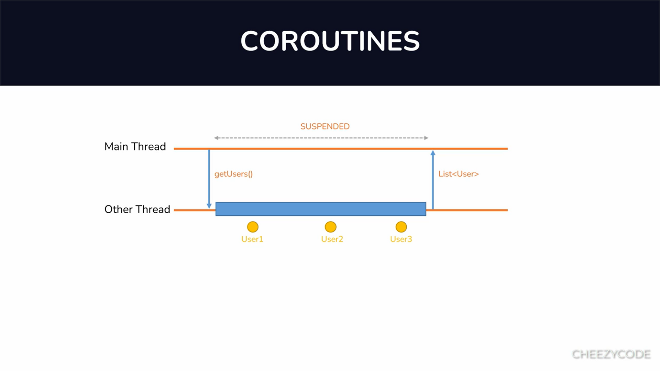 COROUTINES
SUSPENDED
Main Thread
getUsers()
List<User>
Other Thread
User1
User2
User3
CHEEZYCODE